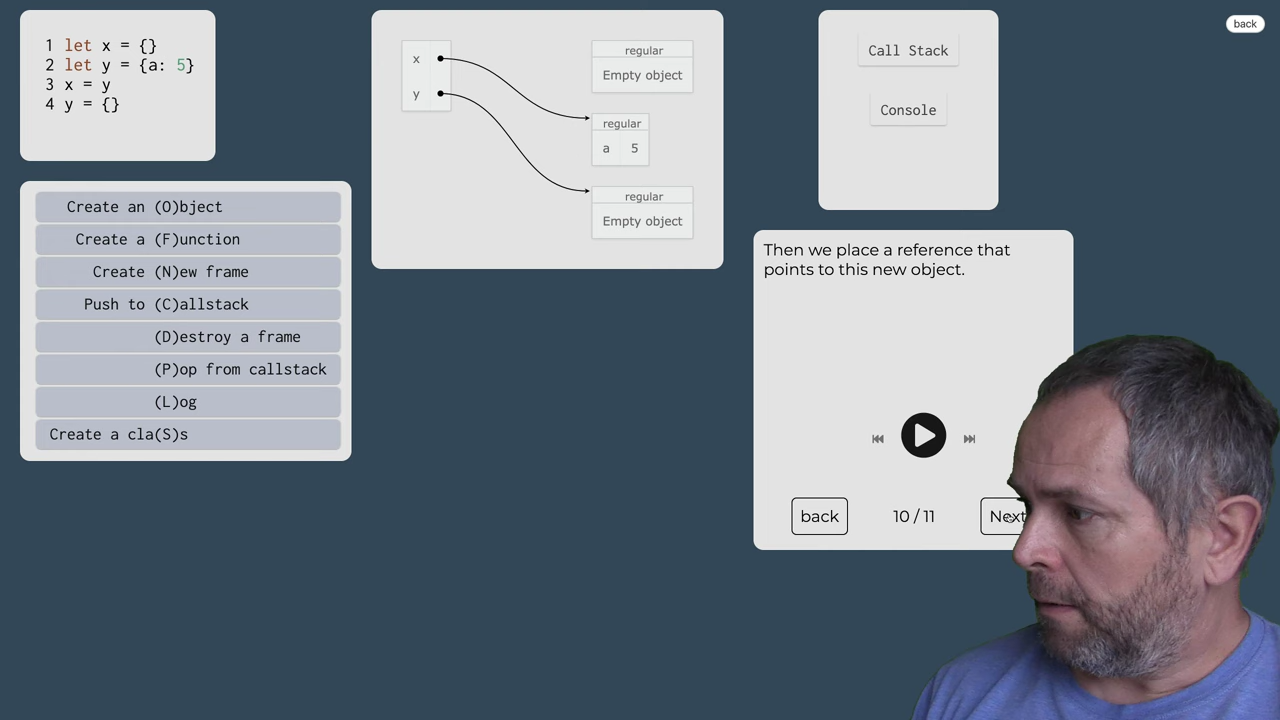 1 let x = {}
2 let y = {a: 5}
3 x = y
4 y = {}
Create an (O)bject
Create a (F)unction
Create (N)ew frame
Push to (C)allstack
(D)estroy a frame
(P)op from callstack
(L)og
Create a cla(S)s
x
y
regular
Empty object
regular
a 5
regular
Empty object
Call Stack
Console
back
Then we place a reference that
points to this new object.
back
10 / 11
Next